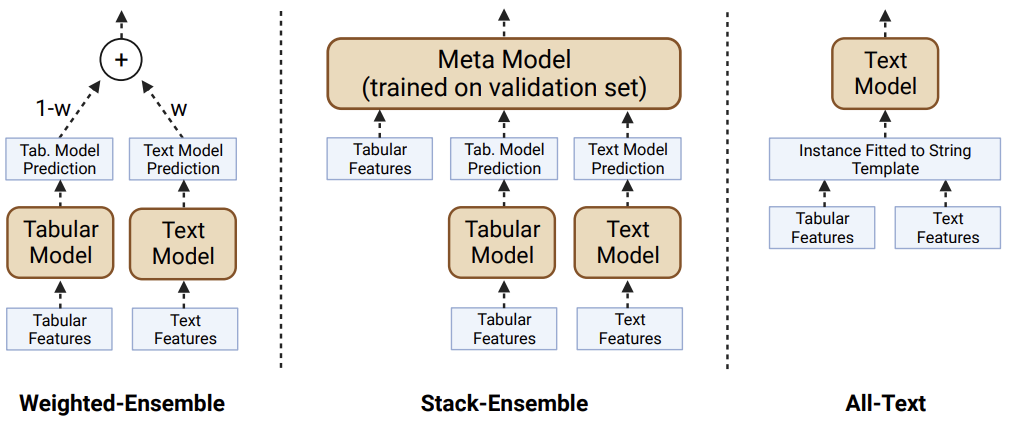 +
1-w
w
Tab. Model
Prediction
Text Model
Prediction
Tabular
Model
Text
Model
Tabular
Features
Text
Features
Weighted-Ensemble
Meta Model
(trained on validation set)
Tabular
Features
Tab. Model
Prediction
Text Model
Prediction
Tabular
Model
Text
Model
Tabular
Features
Text
Features
Stack-Ensemble
Text
Model
Instance Fitted to String
Template
Tabular
Features
Text
Features
All-Text